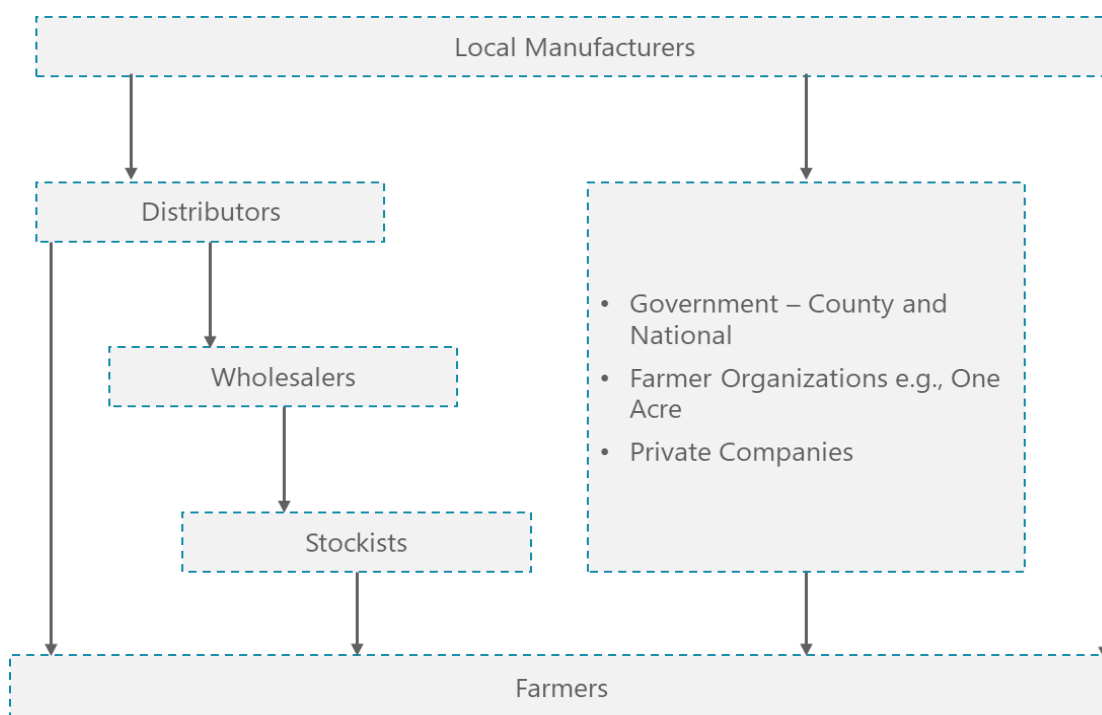 Local Manufacturers
Distributors
Wholesalers
Stockists
• Government – County and
National
• Farmer Organizations e.g., One
Acre
• Private Companies
Farmers